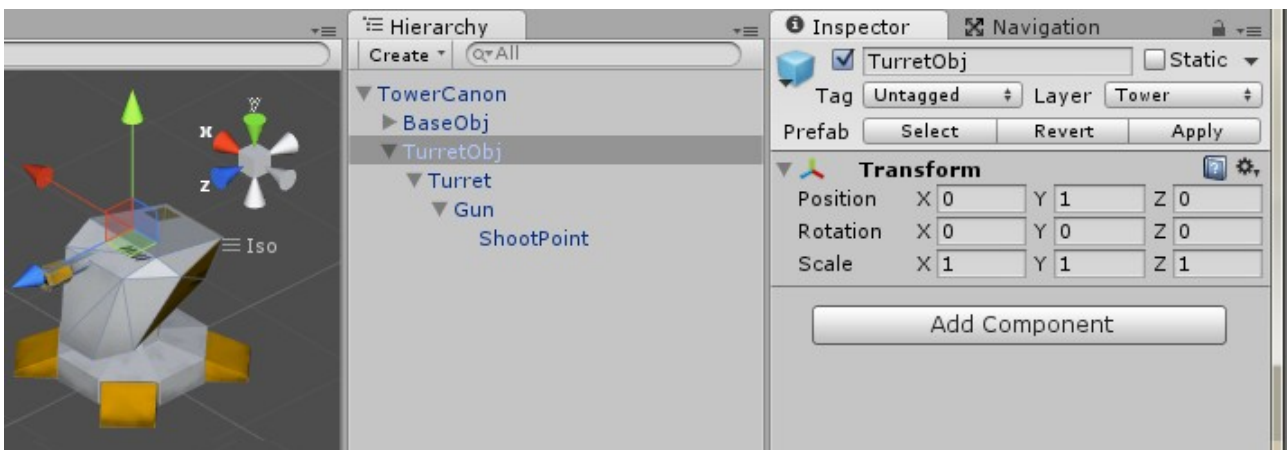 Hierarchy
Create
All
TowerCanon
BaseObj
TurretObj
Turret
Gun
ShootPoint
y
x
z
Iso
Inspector Navigation
TurretObj Static
Tag Untagged Layer Tower
Prefab Select Revert Apply
Transform
Position X 0 Y 1 Z 0
Rotation X 0 Y 0 Z 0
Scale X 1 Y 1 Z 1
Add Component